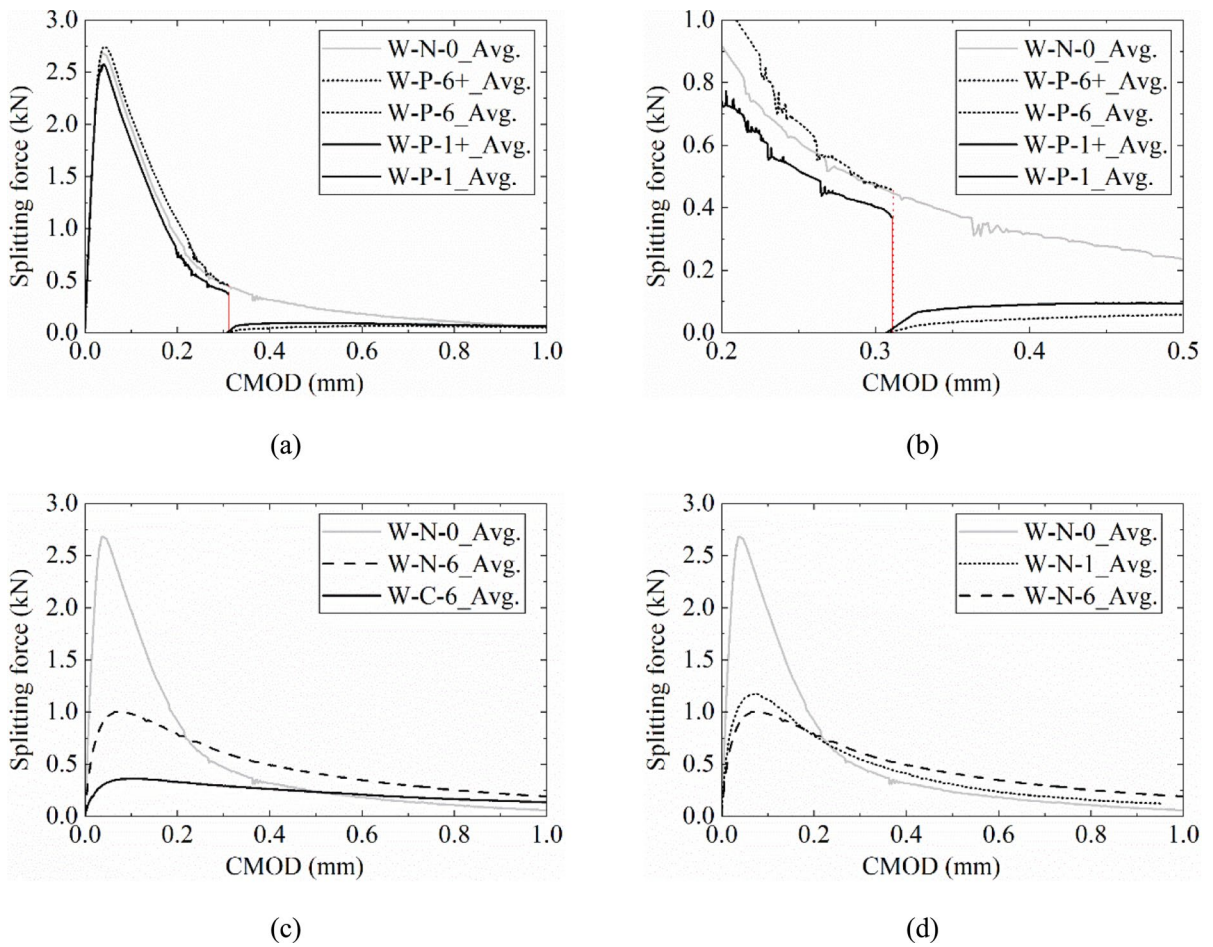 3.0
2.5
2.0
1.5
1.0
0.5
0.0
Splitting force (kN)
W-N-0_Avg.
W-P-6+_Avg.
W-P-6_Avg.
W-P-1+_Avg.
W-P-1_Avg.
0.0 0.2 0.4 0.6 0.8 1.0
CMOD (mm)
(a)
1.0
0.8
0.6
0.4
0.2
0.0
Splitting force (kN)
W-N-0_Avg.
W-P-6+_Avg.
W-P-6_Avg.
W-P-1+_Avg.
W-P-1_Avg.
0.2 0.3 0.4 0.5
CMOD (mm)
(b)
3.0
2.5
2.0
1.5
1.0
0.5
0.0
Splitting force (kN)
W-N-0_Avg.
W-N-6_Avg.
W-C-6_Avg.
0.0 0.2 0.4 0.6 0.8 1.0
CMOD (mm)
(c)
3.0
2.5
2.0
1.5
1.0
0.5
0.0
Splitting force (kN)
W-N-0_Avg.
W-N-1_Avg.
W-N-6_Avg.
0.0 0.2 0.4 0.6 0.8 1.0
CMOD (mm)
(d)